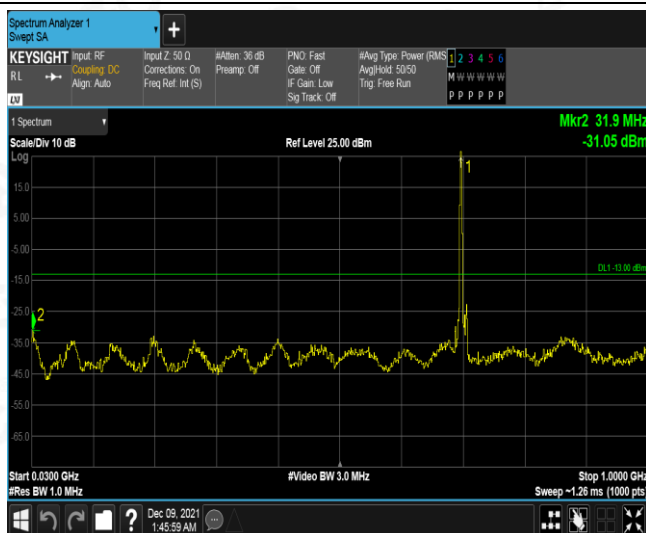 Spectrum Analyzer 1
Swept SA
+
KEYSIGHT
RL
LXI
Input: RF
Coupling: DC
Align: Auto
Input Z: 50 Ω
Corrections: On
Freq Ref: Int (S)
#Atten: 36 dB
Preamp: Off
PNO: Fast
Gate: Off
IF Gain: Low
Sig Track: Off
#Avg Type: Power (RMS
Avg|Hold: 50/50
Trig: Free Run
1 2 3 4 5 6
M W W W W W
P P P P P P
1 Spectrum
Mkr2 31.9 MHz
Scale/Div 10 dB
Ref Level 25.00 dBm
-31.05 dBm
Log
1
15.0
5.00
-5.00
DL1 -13.00 dBm
-15.0
-25.0
2
-35.0
-45.0
-55.0
-65.0
Start 0.0300 GHz
#Video BW 3.0 MHz
Stop 1.0000 GHz
#Res BW 1.0 MHz
Sweep ~1.26 ms (1000 pts)
?
Dec 09, 2021
1:45:59 AM